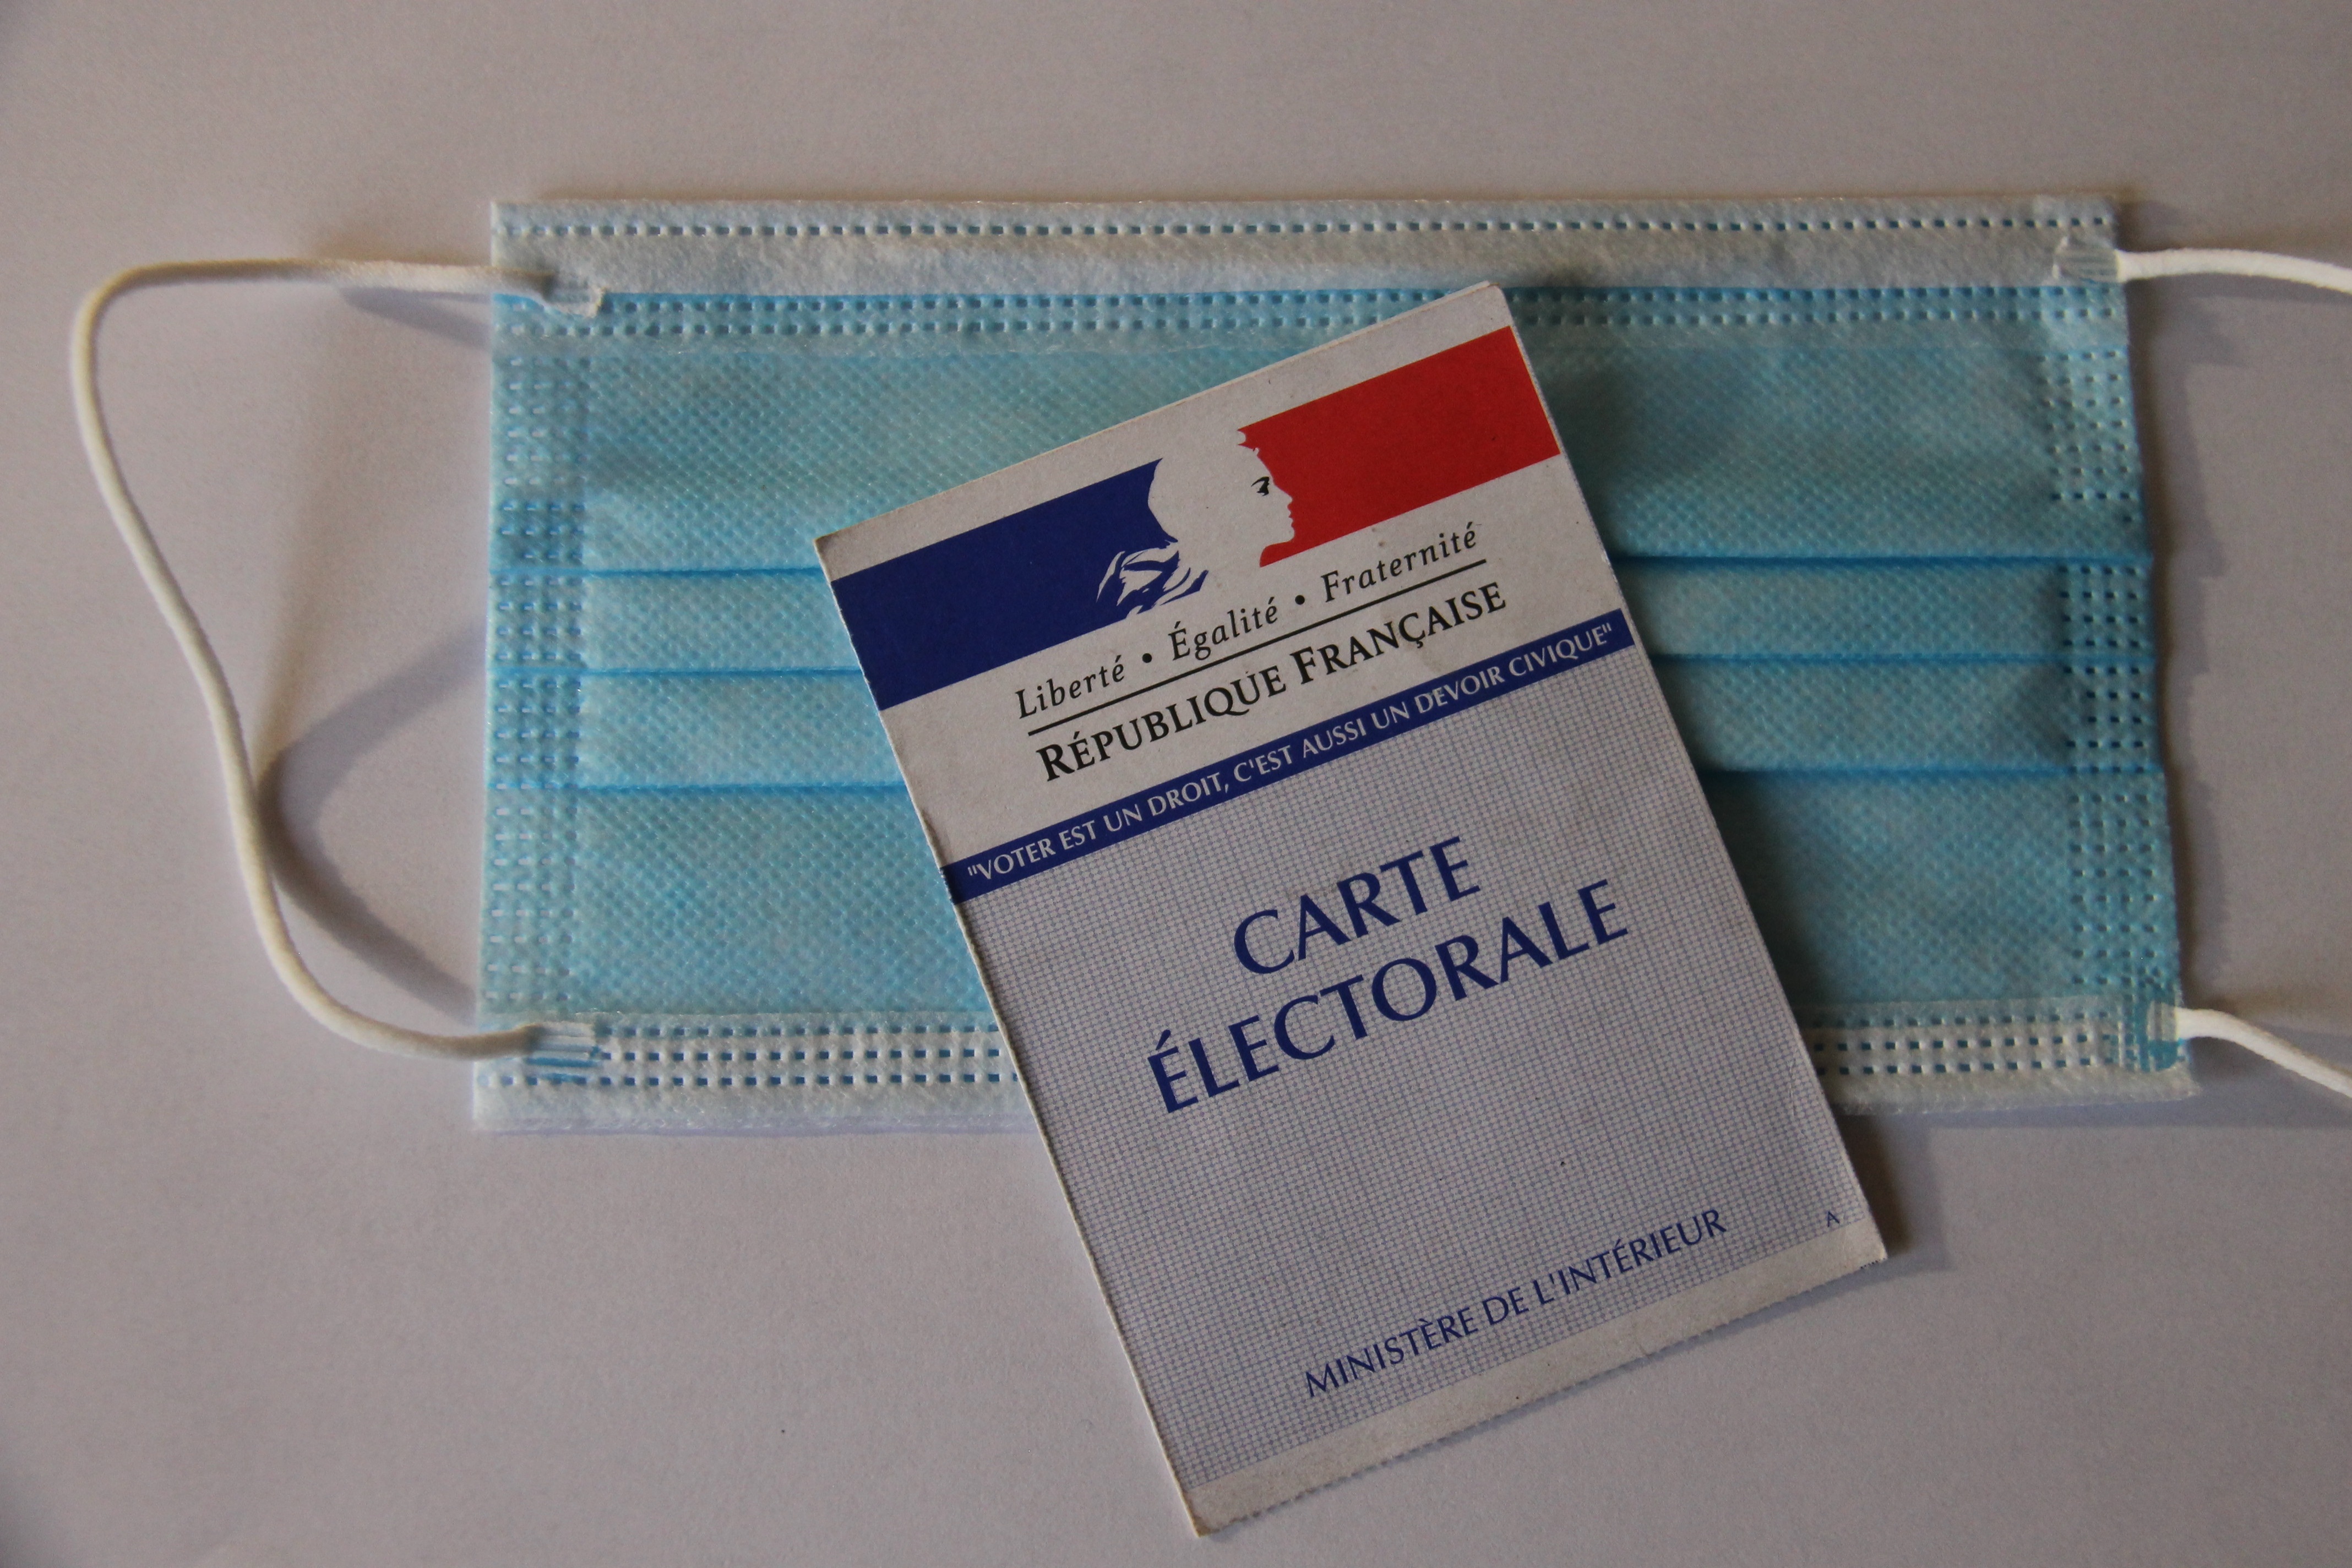 Liberté • Égalité • Fraternité
RÉPUBLIQUE FRANÇAISE
"VOTER EST UN DROIT, C'EST AUSSI UN DEVOIR CIVIQUE"
CARTE
ÉLECTORALE
A
MINISTÈRE DE L'INTÉRIEUR